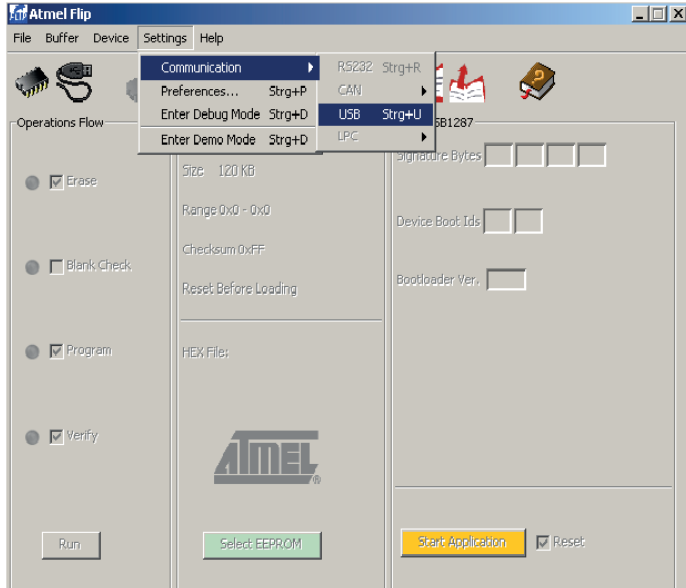 Atmel Flip
File Buffer Device Settings Help
Communication
Preferences... Strg+P
Enter Debug Mode Strg+D
Enter Demo Mode Strg+D
RS232 Strg+R
CAN
USB Strg+U
LPC
Operations Flow
Erase
Blank Check
Program
Verify
Run
Size 120 KB
Range 0x0 - 0x0
Checksum 0xFF
Reset Before Loading
HEX File:
ATMEL
®
Select EEPROM
SB1287
Signature Bytes
Device Boot Ids
Bootloader Ver.
Start Application
Reset